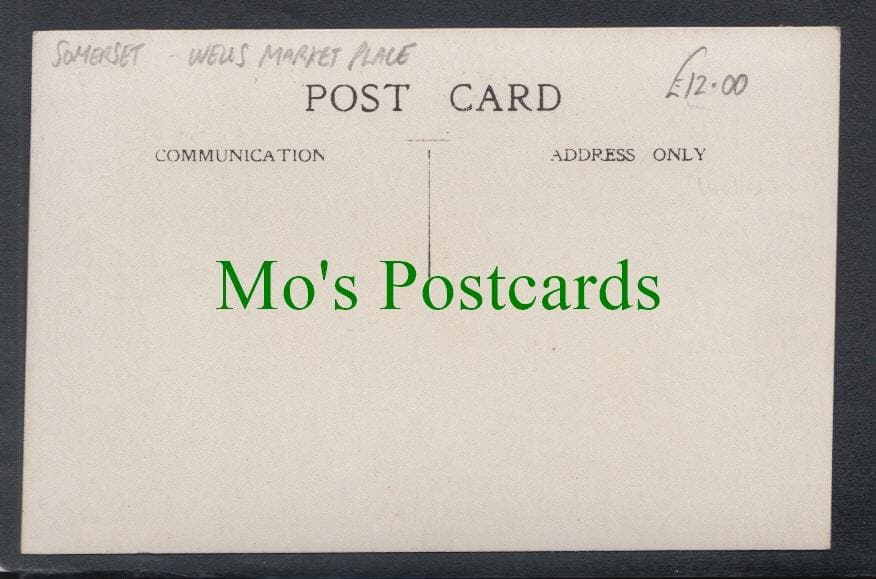 SOMERSET - WELLS MARKET PLACE
£12.00
POST CARD
COMMUNICATION
ADDRESS ONLY
Mo's Postcards